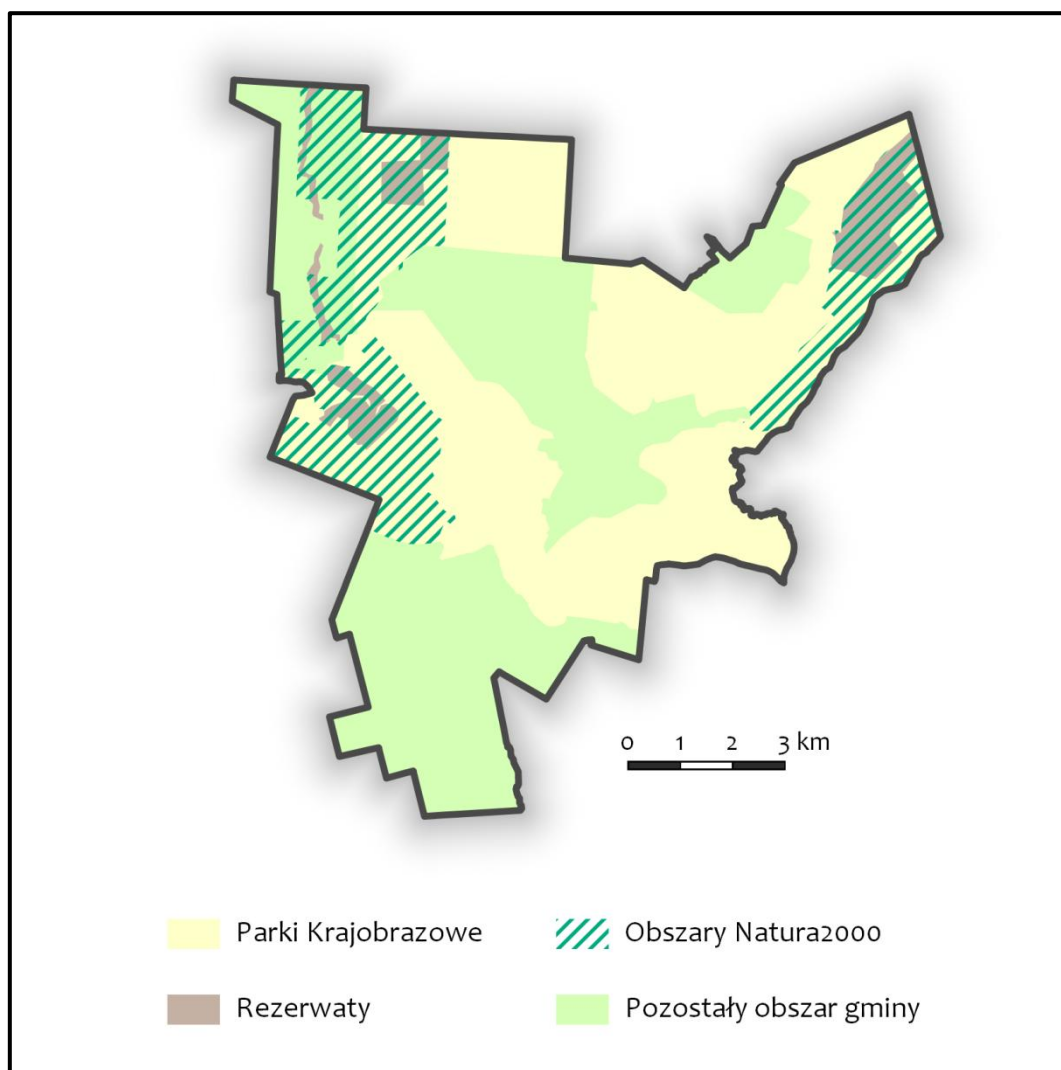 0 1 2 3 km
Parki Krajobrazowe
Obszary Natura2000
Rezerwaty
Pozostały obszar gminy